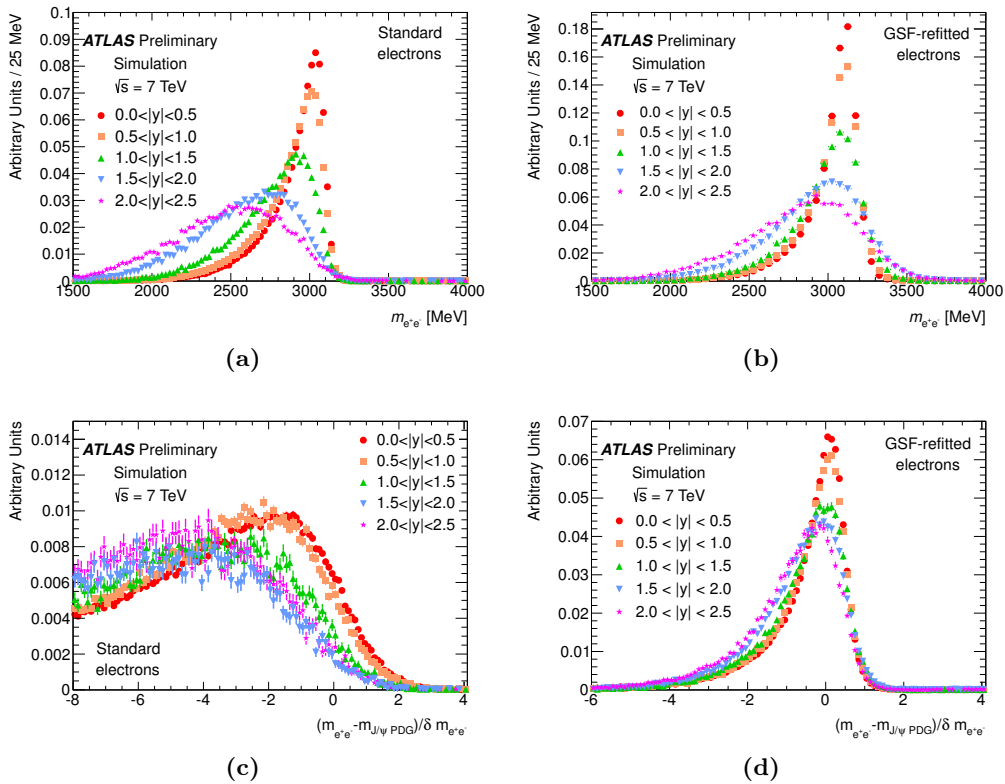 Arbitrary Units / 25 MeV
0.1
0.09
0.08
0.07
0.06
0.05
0.04
0.03
0.02
0.01
0
ATLAS Preliminary
Simulation
√s = 7 TeV
Standard
electrons
0.0<|y|<0.5
0.5<|y|<1.0
1.0<|y|<1.5
1.5<|y|<2.0
2.0<|y|<2.5
1500 2000 2500 3000 3500 4000
m e⁺e⁻ [MeV]
(a)
Arbitrary Units / 25 MeV
0.18
0.16
0.14
0.12
0.1
0.08
0.06
0.04
0.02
0
ATLAS Preliminary
Simulation
√s = 7 TeV
GSF-refitted
electrons
0.0 < |y| < 0.5
0.5 < |y| < 1.0
1.0 < |y| < 1.5
1.5 < |y| < 2.0
2.0 < |y| < 2.5
1500 2000 2500 3000 3500 4000
m e⁺e⁻ [MeV]
(b)
Arbitrary Units
0.014
0.012
0.01
0.008
0.006
0.004
0.002
0
ATLAS Preliminary
Simulation
√s = 7 TeV
0.0<|y|<0.5
0.5<|y|<1.0
1.0<|y|<1.5
1.5<|y|<2.0
2.0<|y|<2.5
Standard
electrons
-8 -6 -4 -2 0 2 4
(m e⁺e⁻-m J/ψ PDG)/δ m e⁺e⁻
(c)
Arbitrary Units
0.07
0.06
0.05
0.04
0.03
0.02
0.01
0
ATLAS Preliminary
Simulation
√s = 7 TeV
GSF-refitted
electrons
0.0 < |y| < 0.5
0.5 < |y| < 1.0
1.0 < |y| < 1.5
1.5 < |y| < 2.0
2.0 < |y| < 2.5
-6 -4 -2 0 2 4
(m e⁺e⁻-m J/ψ PDG)/δ m e⁺e⁻
(d)